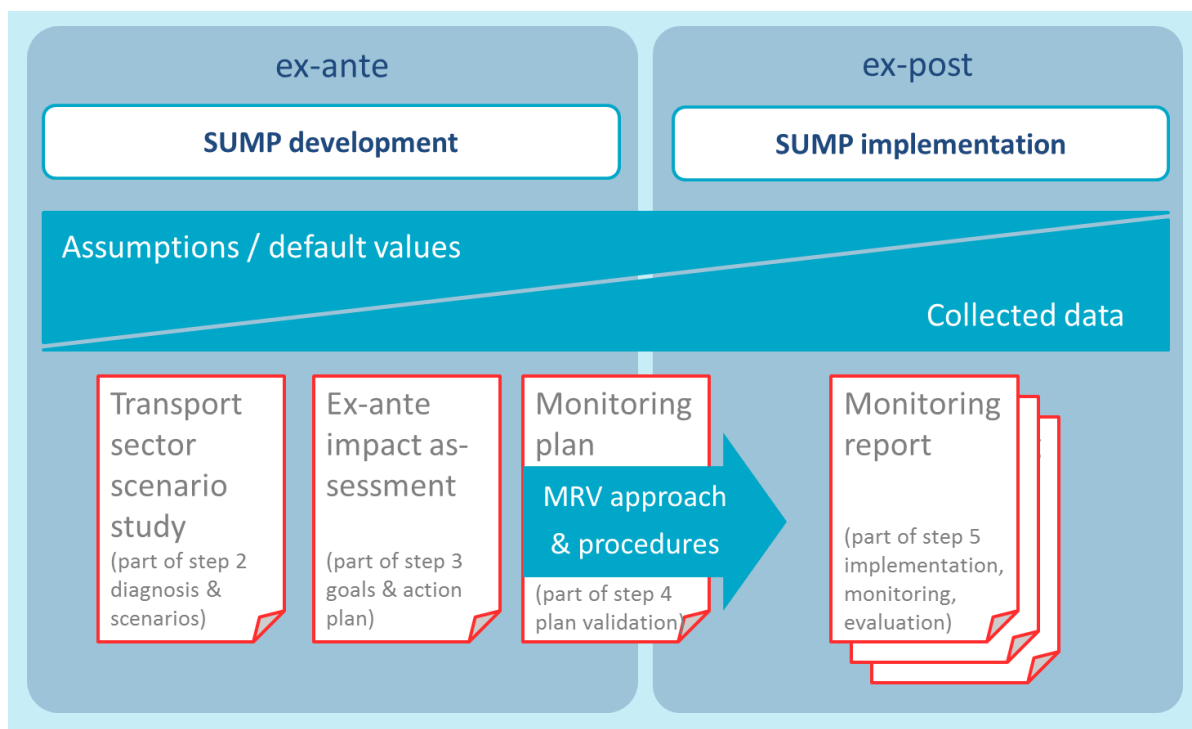 ex-ante
ex-post
SUMP development
SUMP implementation
Assumptions / default values
Collected data
Transport
sector
scenario
study
(part of step 2
diagnosis &
scenarios)
Ex-ante
impact as-
sessment
(part of step 3
goals & action
plan)
Monitoring
plan
MRV approach
& procedures
(part of step 4
plan validation)
Monitoring
report
(part of step 5
implementation,
monitoring,
evaluation)